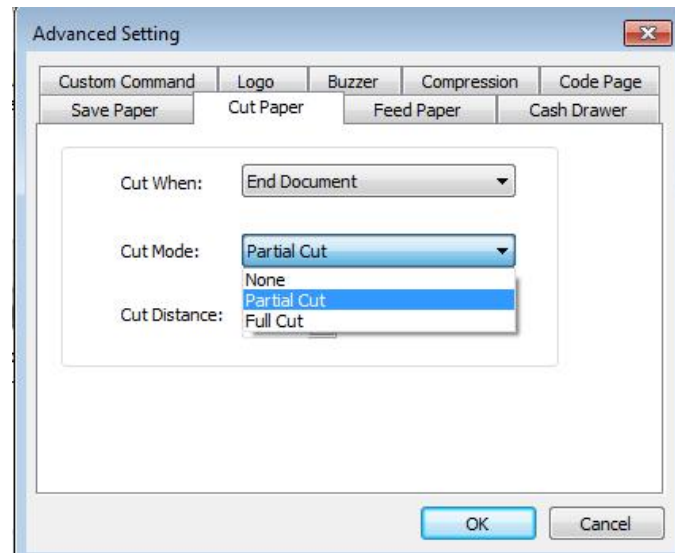 Advanced Setting
Custom Command Logo Buzzer Compression Code Page
Save Paper Cut Paper Feed Paper Cash Drawer
Cut When: End Document
Cut Mode: Partial Cut
None
Partial Cut
Cut Distance: Full Cut
OK Cancel